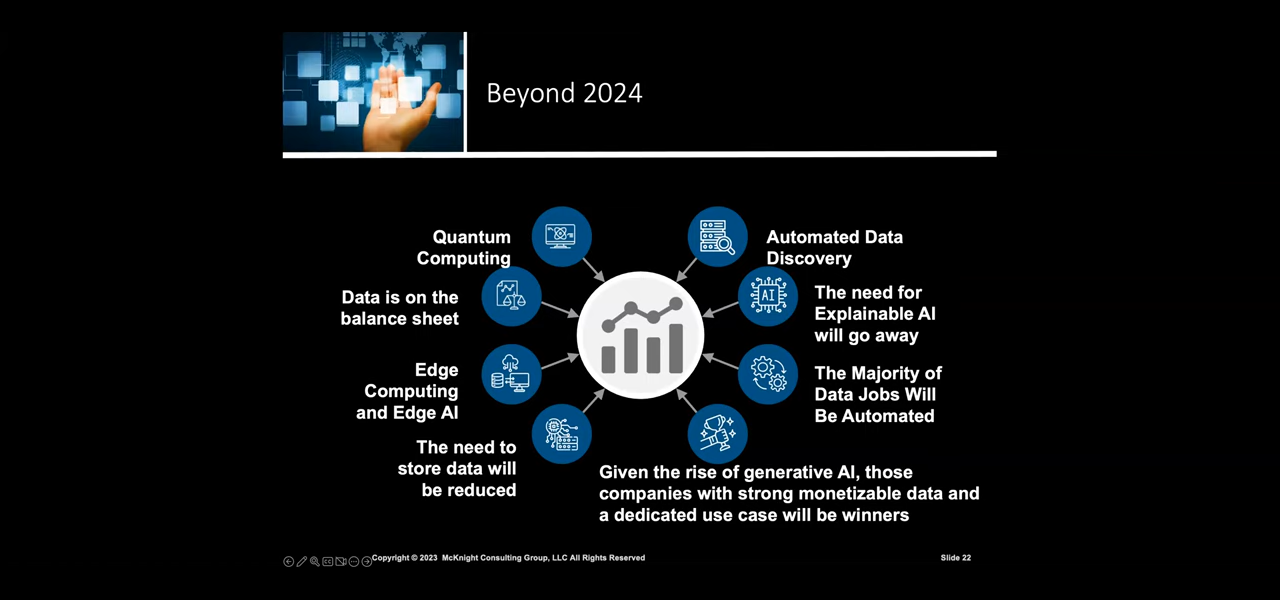 Beyond 2024
Quantum
Computing
Automated Data
Discovery
Data is on the
balance sheet
AI
The need for
Explainable AI
will go away
Edge
Computing
and Edge AI
The Majority of
Data Jobs Will
Be Automated
The need to
store data will
be reduced
Given the rise of generative AI, those
companies with strong monetizable data and
a dedicated use case will be winners
Copyright © 2023 McKnight Consulting Group, LLC All Rights Reserved
Slide 22